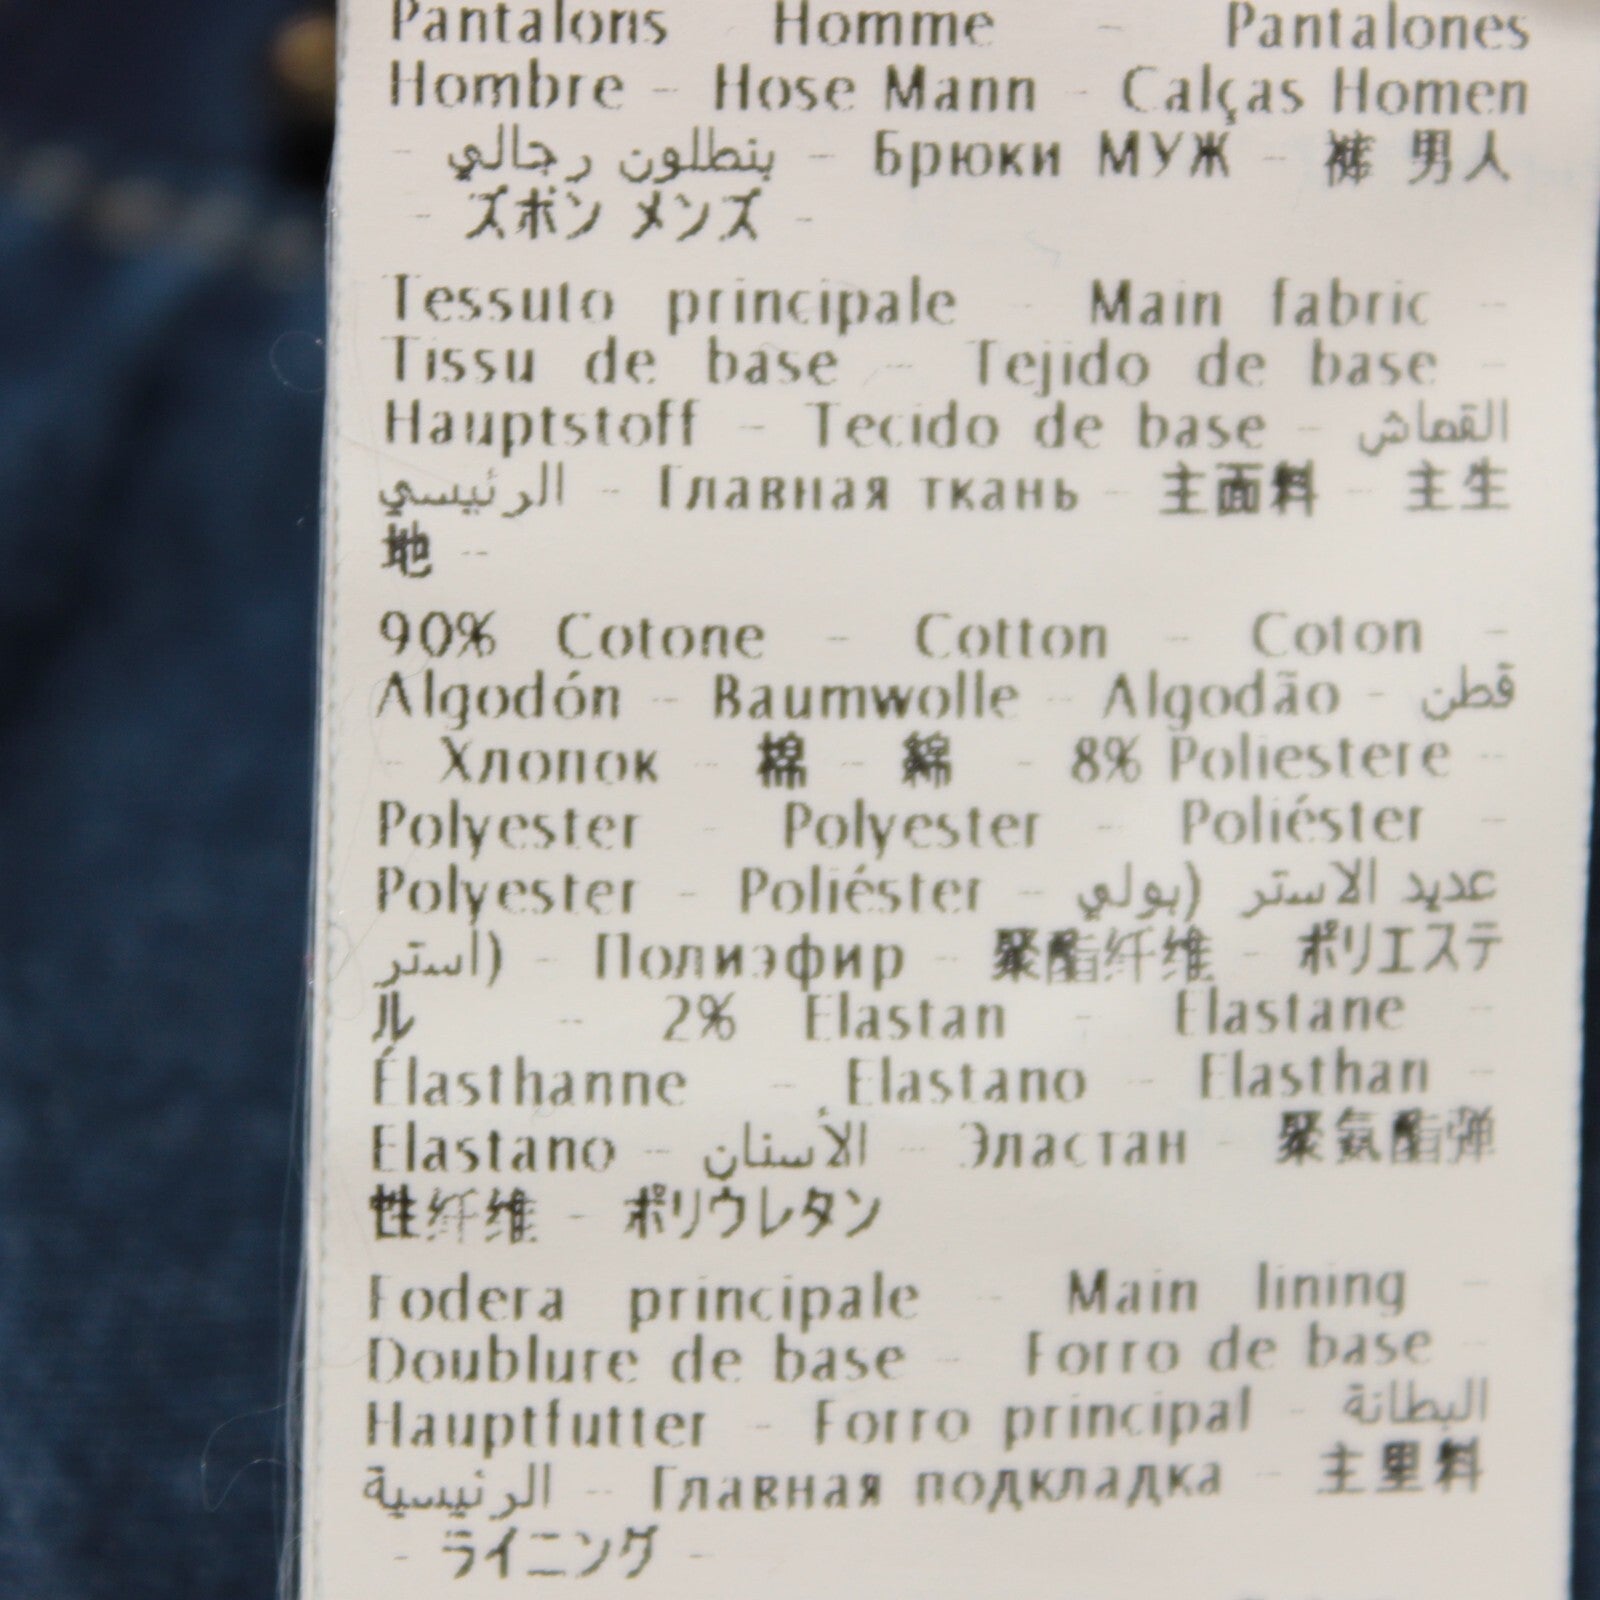 Pantalons Homme - Pantalones
Hombre - Hose Mann - Calças Homen
- بنطلون رجالي - Брюки МУЖ - 裤 男人
- ズボン メンズ -
Tessuto principale - Main fabric -
Tissu de base - Tejido de base -
Hauptstoff - Tecido de base - القماش
الرئيسي - Главная ткань - 主面料 - 主生
地 -
90% Cotone - Cotton - Coton -
Algodón - Baumwolle - Algodão - قطن
- Хлопок - 棉 - 綿 - 8% Poliestere -
Polyester - Polyester - Poliéster -
Polyester - Poliéster - عديد الاستر (بولي
استر) - Полиэфир - 聚酯纤维 - ポリエステ
ル - 2% Elastan - Elastane -
Élasthanne - Elastano - Elasthan -
Elastano - الأسنان - Эластан - 聚氨酯弹
性纤维 - ポリウレタン
Fodera principale - Main lining -
Doublure de base - Forro de base -
Hauptfutter - Forro principal - البطانة
الرئيسية - Главная подкладка - 主里料
- ライニング -